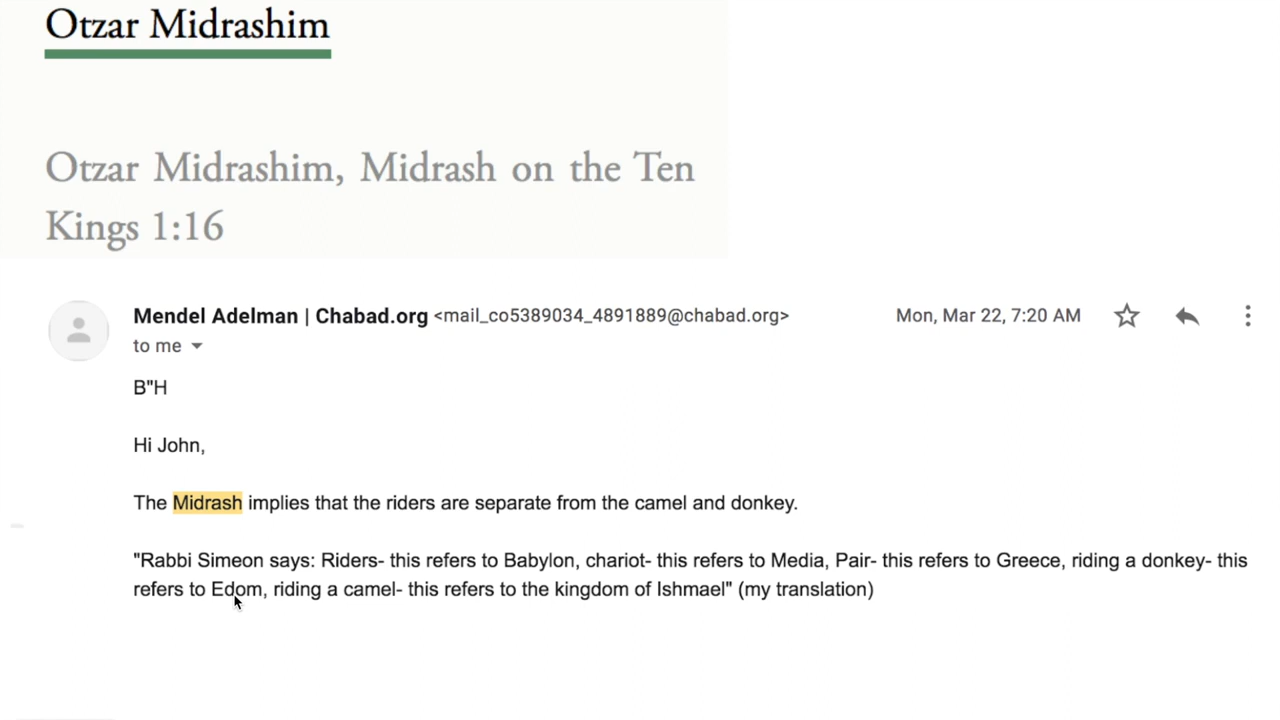 Otzar Midrashim
Otzar Midrashim, Midrash on the Ten
Kings 1:16
Mendel Adelman | Chabad.org <mail_co5389034_4891889@chabad.org> Mon, Mar 22, 7:20 AM
to me
B"H
Hi John,
The Midrash implies that the riders are separate from the camel and donkey.
"Rabbi Simeon says: Riders- this refers to Babylon, chariot- this refers to Media, Pair- this refers to Greece, riding a donkey- this
refers to Edom, riding a camel- this refers to the kingdom of Ishmael" (my translation)